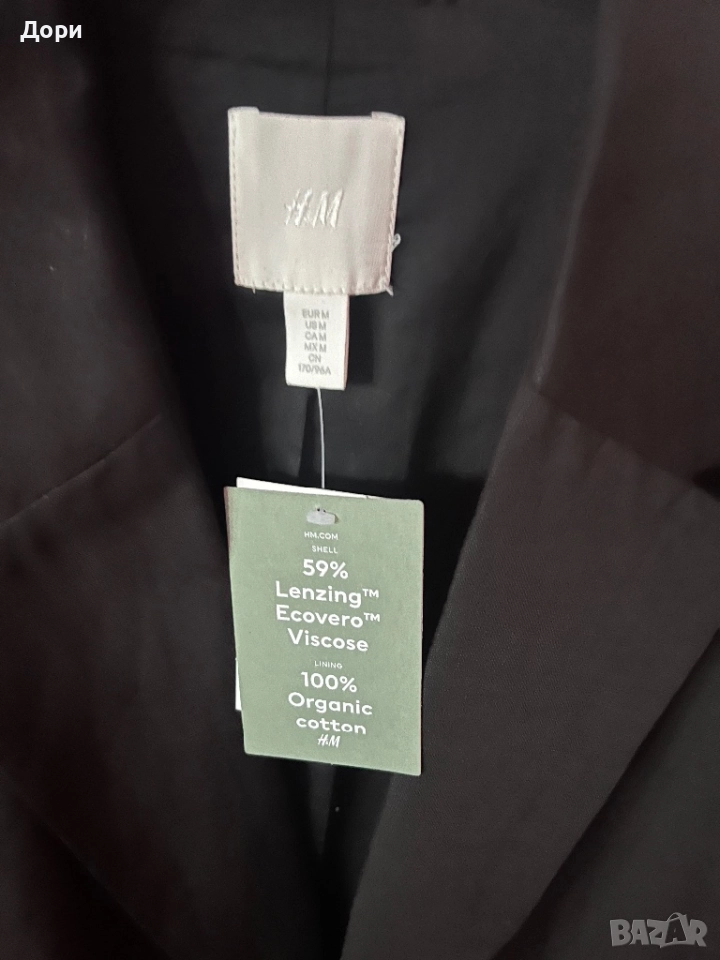 Дори
H&M
EUR M
US M
CA M
MX M
CN
170/96A
HM.COM
SHELL
59%
Lenzing™
Ecovero™
Viscose
LINING
100%
Organic
cotton
H&M
BAZAR